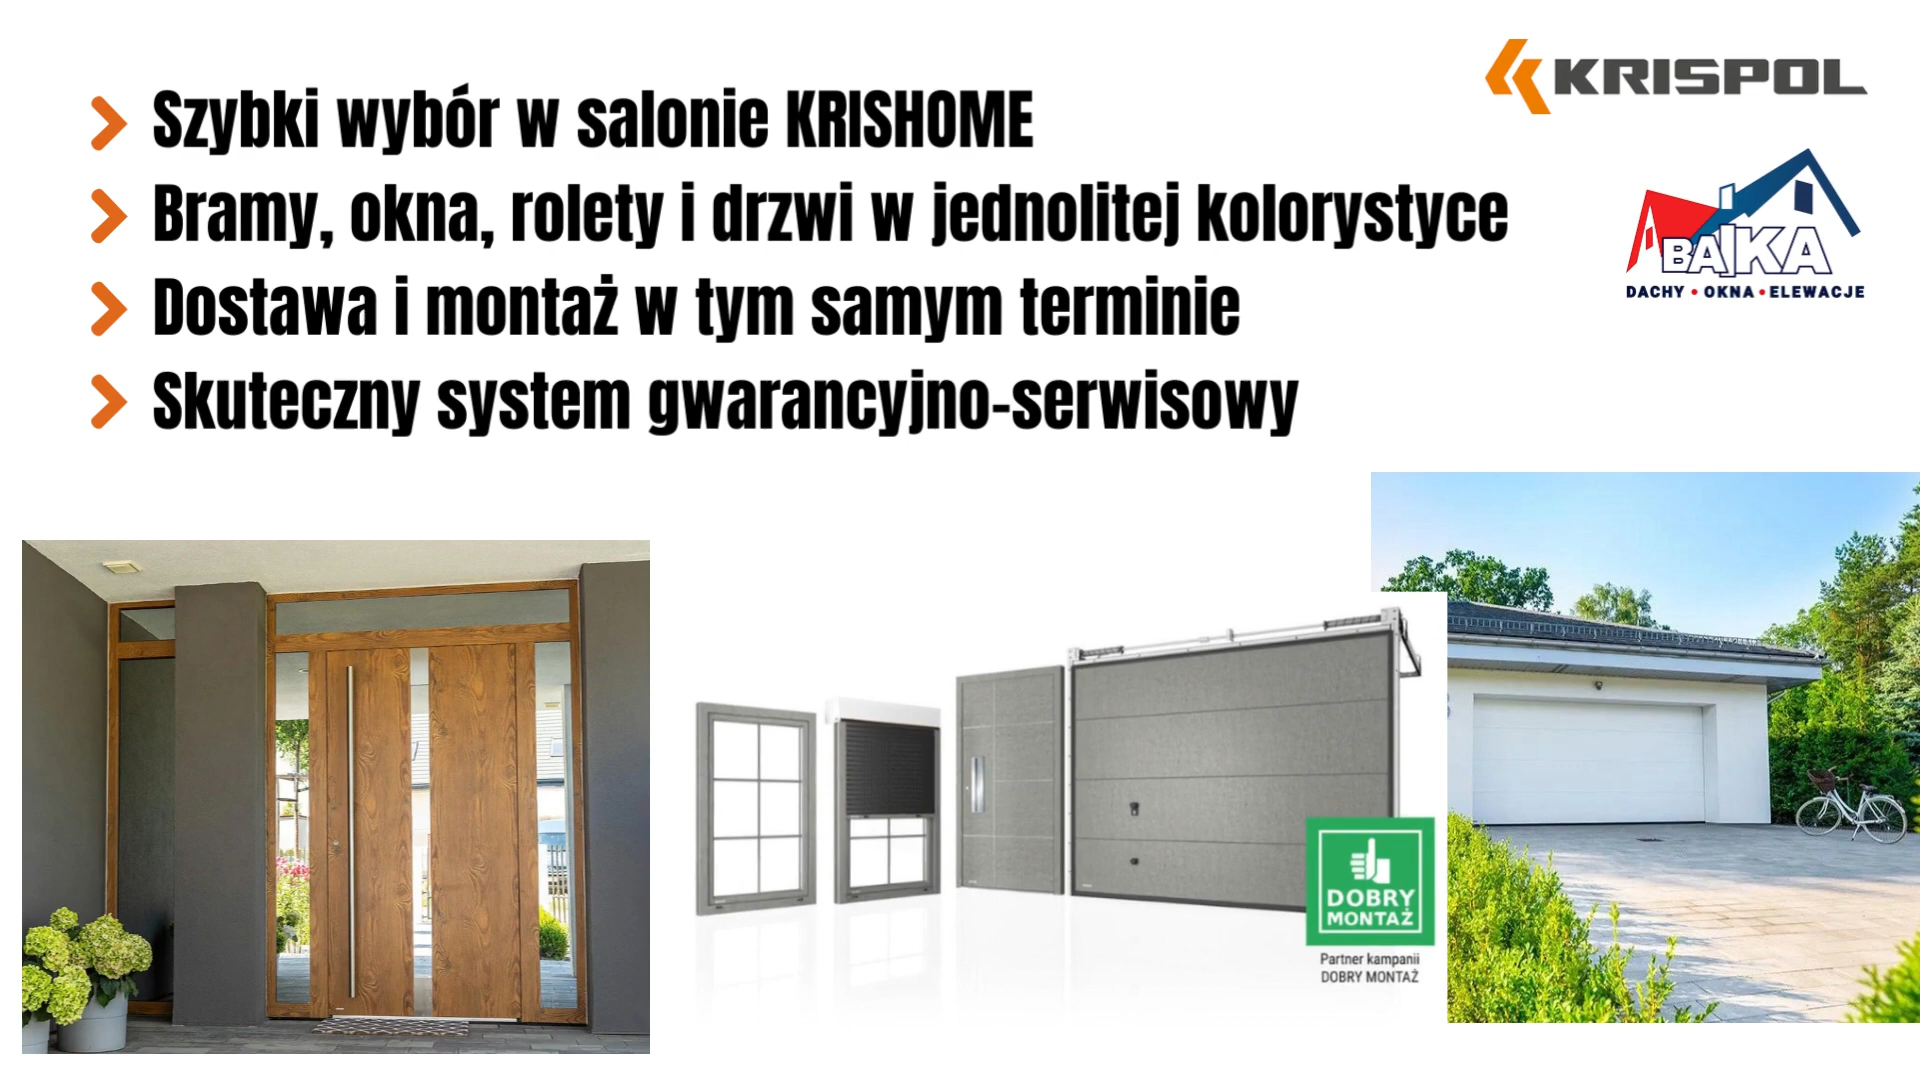 Szybki wybór w salonie KRISHOME
Bramy, okna, rolety i drzwi w jednolitej kolorystyce
Dostawa i montaż w tym samym terminie
Skuteczny system gwarancyjno-serwisowy
KRISPOL
BAJKA
DACHY • OKNA • ELEWACJE
DOBRY
MONTAŻ
Partner kampanii
DOBRY MONTAŻ